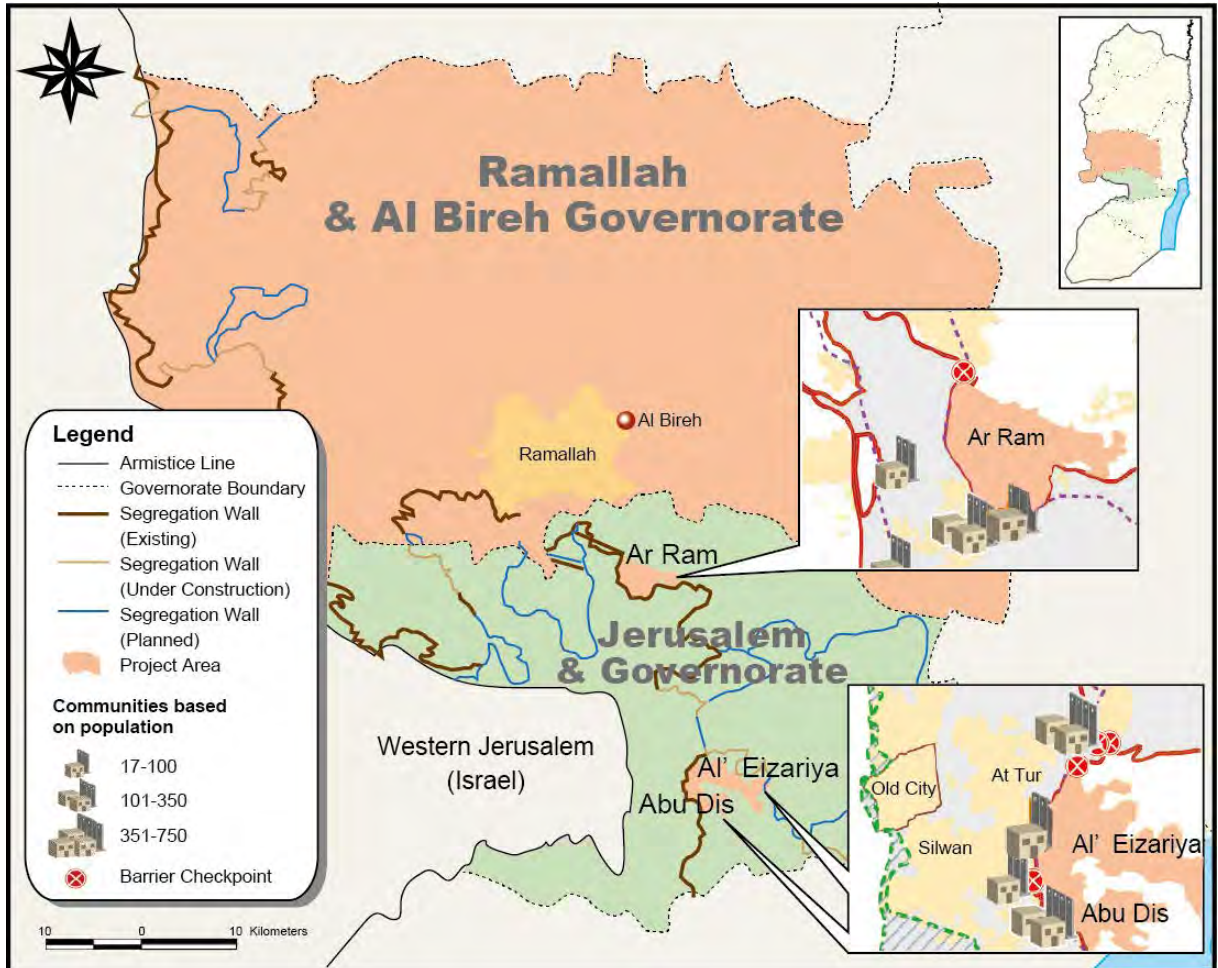 Ramallah
& Al Bireh Governorate
Al Bireh
Ramallah
Ar Ram
Ar Ram
Jerusalem
& Governorate
Western Jerusalem
(Israel)
Al' Eizariya
Abu Dis
Old City
At Tur
Silwan
Al' Eizariya
Abu Dis
Legend
Armistice Line
Governorate Boundary
Segregation Wall
(Existing)
Segregation Wall
(Under Construction)
Segregation Wall
(Planned)
Project Area
Communities based
on population
17-100
101-350
351-750
Barrier Checkpoint
10 0 10 Kilometers